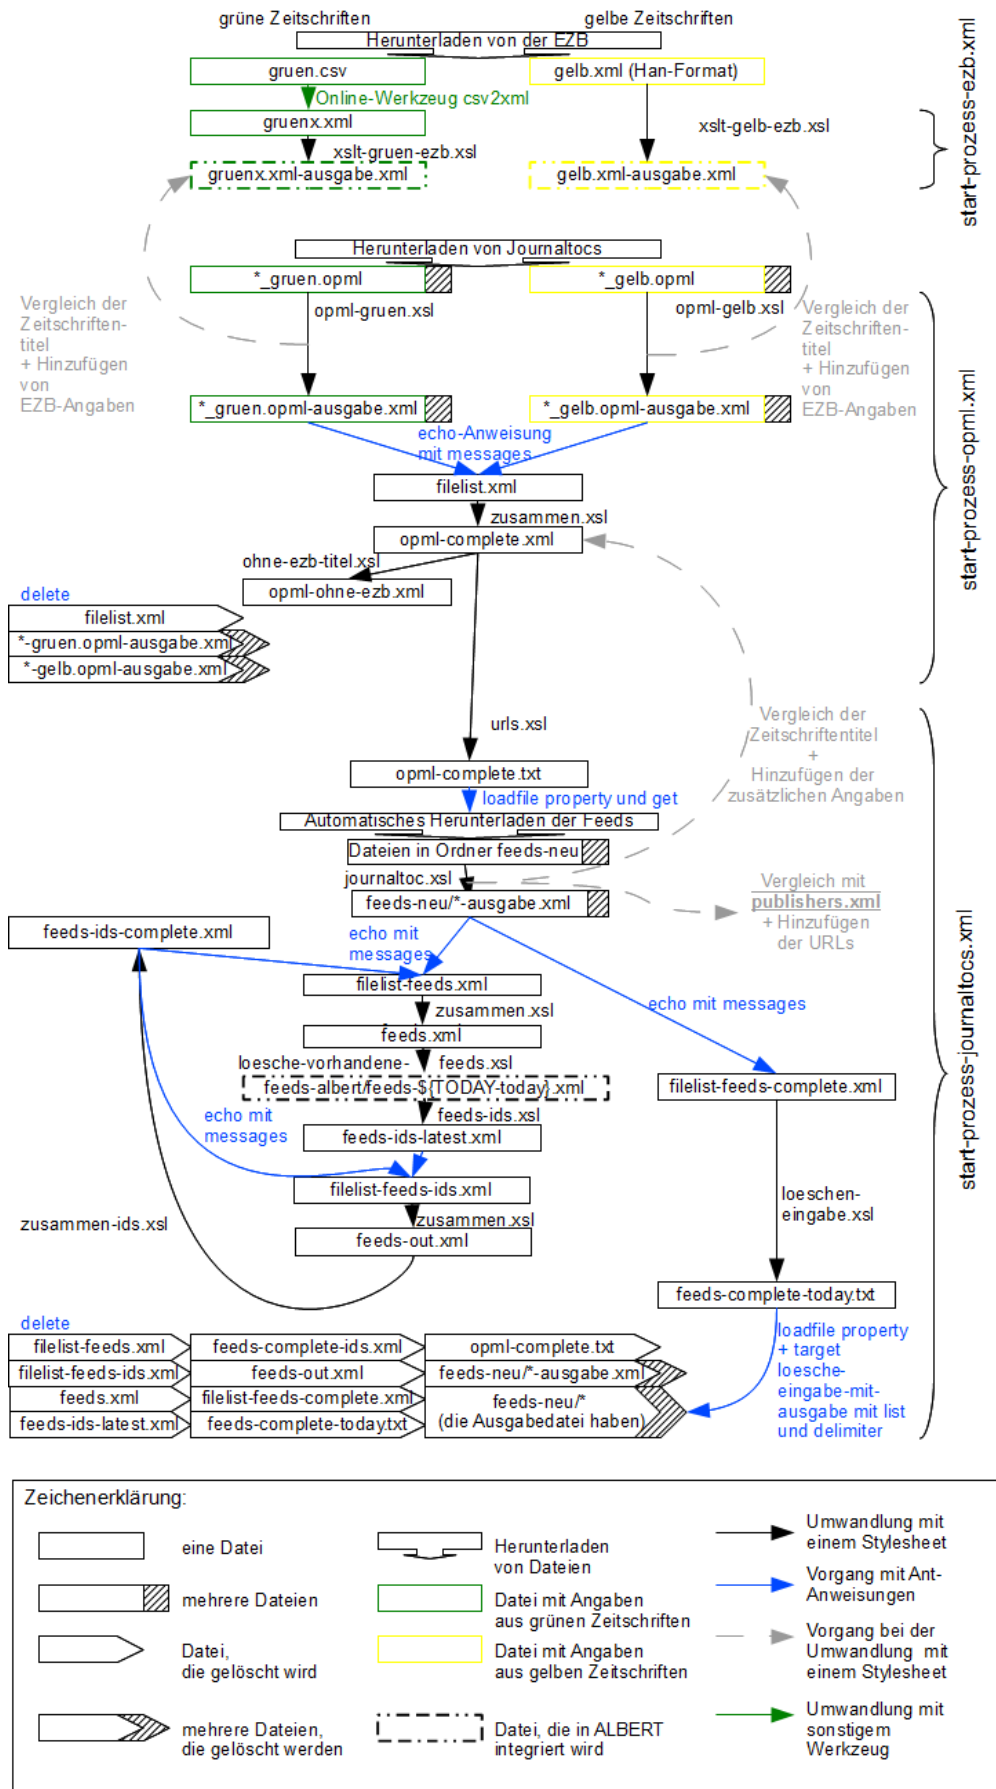 grüne Zeitschriften
gelbe Zeitschriften
Herunterladen von der EZB
gruen.csv
gelb.xml (Han-Format)
Online-Werkzeug csv2xml
gruenx.xml
xslt-gruen-ezb.xsl
xslt-gelb-ezb.xsl
gruenx.xml-ausgabe.xml
gelb.xml-ausgabe.xml
start-prozess-ezb.xml
Herunterladen von Journaltocs
*_gruen.opml
*_gelb.opml
opml-gruen.xsl
opml-gelb.xsl
Vergleich der
Zeitschriften-
titel
+ Hinzufügen
von
EZB-Angaben
Vergleich der
Zeitschriften-
titel
+ Hinzufügen
von
EZB-Angaben
*_gruen.opml-ausgabe.xml
*_gelb.opml-ausgabe.xml
echo-Anweisung
mit messages
filelist.xml
zusammen.xsl
opml-complete.xml
ohne-ezb-titel.xsl
opml-ohne-ezb.xml
start-prozess-opml.xml
delete
filelist.xml
*-gruen.opml-ausgabe.xml
*-gelb.opml-ausgabe.xml
urls.xsl
Vergleich der
Zeitschriftentitel
+
Hinzufügen der
zusätzlichen Angaben
opml-complete.txt
loadfile property und get
Automatisches Herunterladen der Feeds
Dateien in Ordner feeds-neu
journaltoc.xsl
feeds-neu/*-ausgabe.xml
Vergleich mit
publishers.xml
+ Hinzufügen
der URLs
feeds-ids-complete.xml
echo mit
messages
filelist-feeds.xml
echo mit messages
zusammen.xsl
feeds.xml
loesche-vorhandene-
feeds.xsl
feeds-albert/feeds-${TODAY-today}.xml
filelist-feeds-complete.xml
feeds-ids.xsl
echo mit
messages
feeds-ids-latest.xml
filelist-feeds-ids.xml
loeschen-
eingabe.xsl
zusammen-ids.xsl
zusammen.xsl
feeds-out.xml
feeds-complete-today.txt
start-prozess-journaltocs.xml
delete
filelist-feeds.xml
feeds-complete-ids.xml
opml-complete.txt
filelist-feeds-ids.xml
feeds-out.xml
feeds-neu/*-ausgabe.xml
feeds.xml
filelist-feeds-complete.xml
feeds-neu/*
(die Ausgabedatei haben)
feeds-ids-latest.xml
feeds-complete-today.txt
loadfile property
+ target
loesche-
eingabe-mit-
ausgabe mit list
und delimiter
Zeichenerklärung:
eine Datei
Herunterladen
von Dateien
Umwandlung mit
einem Stylesheet
mehrere Dateien
Datei mit Angaben
aus grünen Zeitschriften
Vorgang mit Ant-
Anweisungen
Datei,
die gelöscht wird
Datei mit Angaben
aus gelben Zeitschriften
Vorgang bei der
Umwandlung mit
einem Stylesheet
mehrere Dateien,
die gelöscht werden
Datei, die in ALBERT
integriert wird
Umwandlung mit
sonstigem
Werkzeug